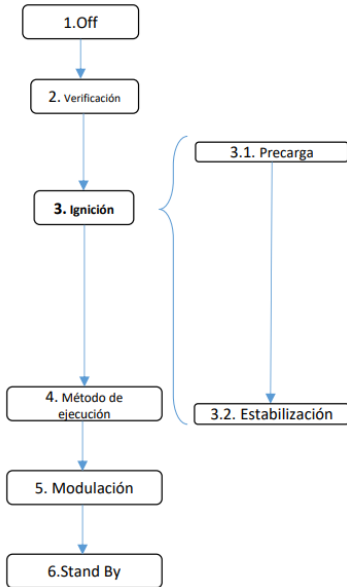 1.Off
2. Verificación
3. Ignición
3.1. Precarga
3.2. Estabilización
4. Método de
ejecución
5. Modulación
6.Stand By